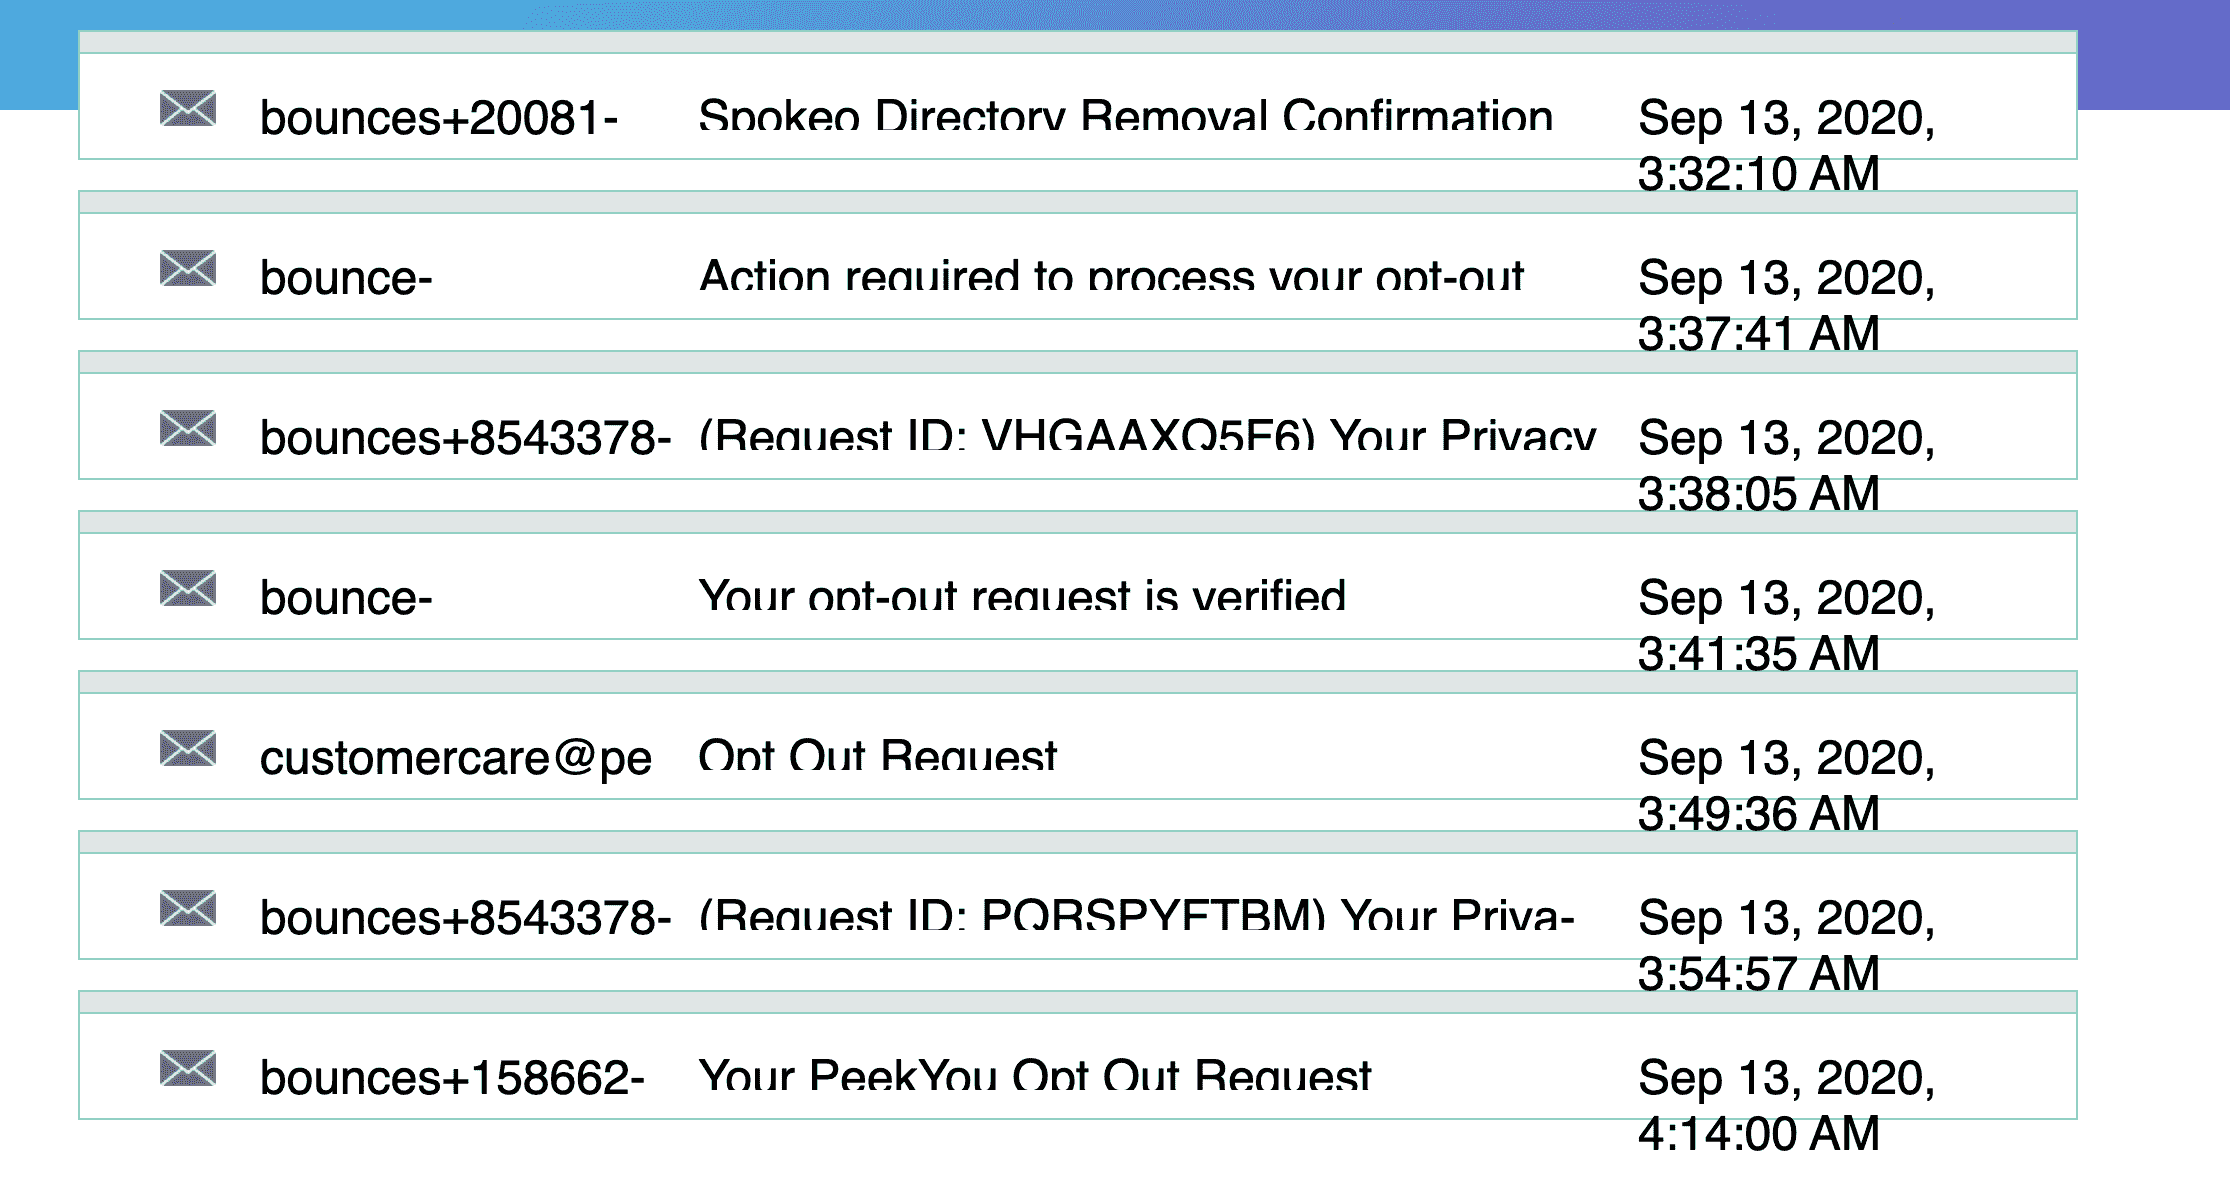 bounces+20081-
Spokeo Directory Removal Confirmation
Sep 13, 2020,
3:32:10 AM
bounce-
Action required to process your opt-out
Sep 13, 2020,
3:37:41 AM
bounces+8543378-
(Request ID: VHGAAXQ5F6) Your Privacy
Sep 13, 2020,
3:38:05 AM
bounce-
Your opt-out request is verified
Sep 13, 2020,
3:41:35 AM
customercare@pe
Opt Out Request
Sep 13, 2020,
3:49:36 AM
bounces+8543378-
(Request ID: PQRSPYFTBM) Your Priva-
Sep 13, 2020,
3:54:57 AM
bounces+158662-
Your PeekYou Opt Out Request
Sep 13, 2020,
4:14:00 AM